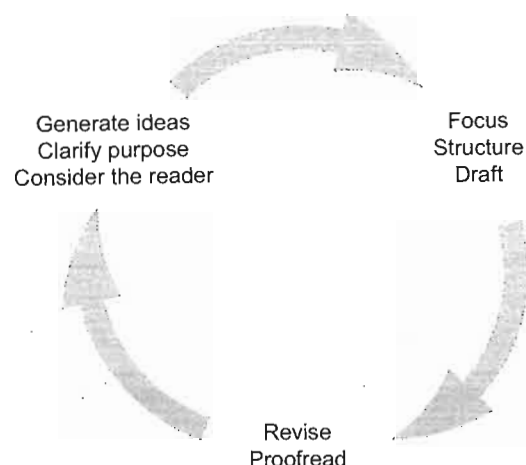 Generate ideas
Clarify purpose
Consider the reader
Focus
Structure
Draft
Revise
Proofread